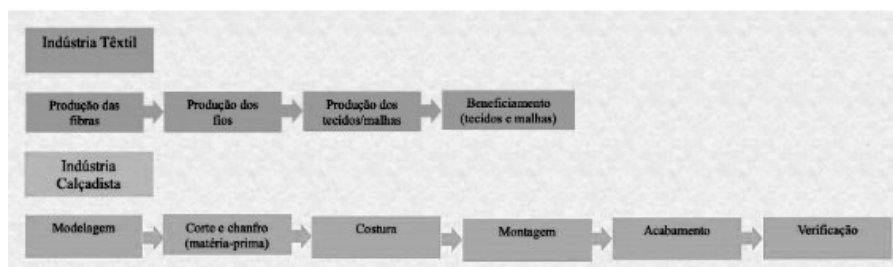 Indústria Têxtil
Produção das
fibras
Produção dos
fios
Produção dos
tecidos/malhas
Beneficiamento
(tecidos e malhas)
Indústria
Calçadista
Modelagem
Corte e chanfro
(matéria-prima)
Costura
Montagem
Acabamento
Verificação